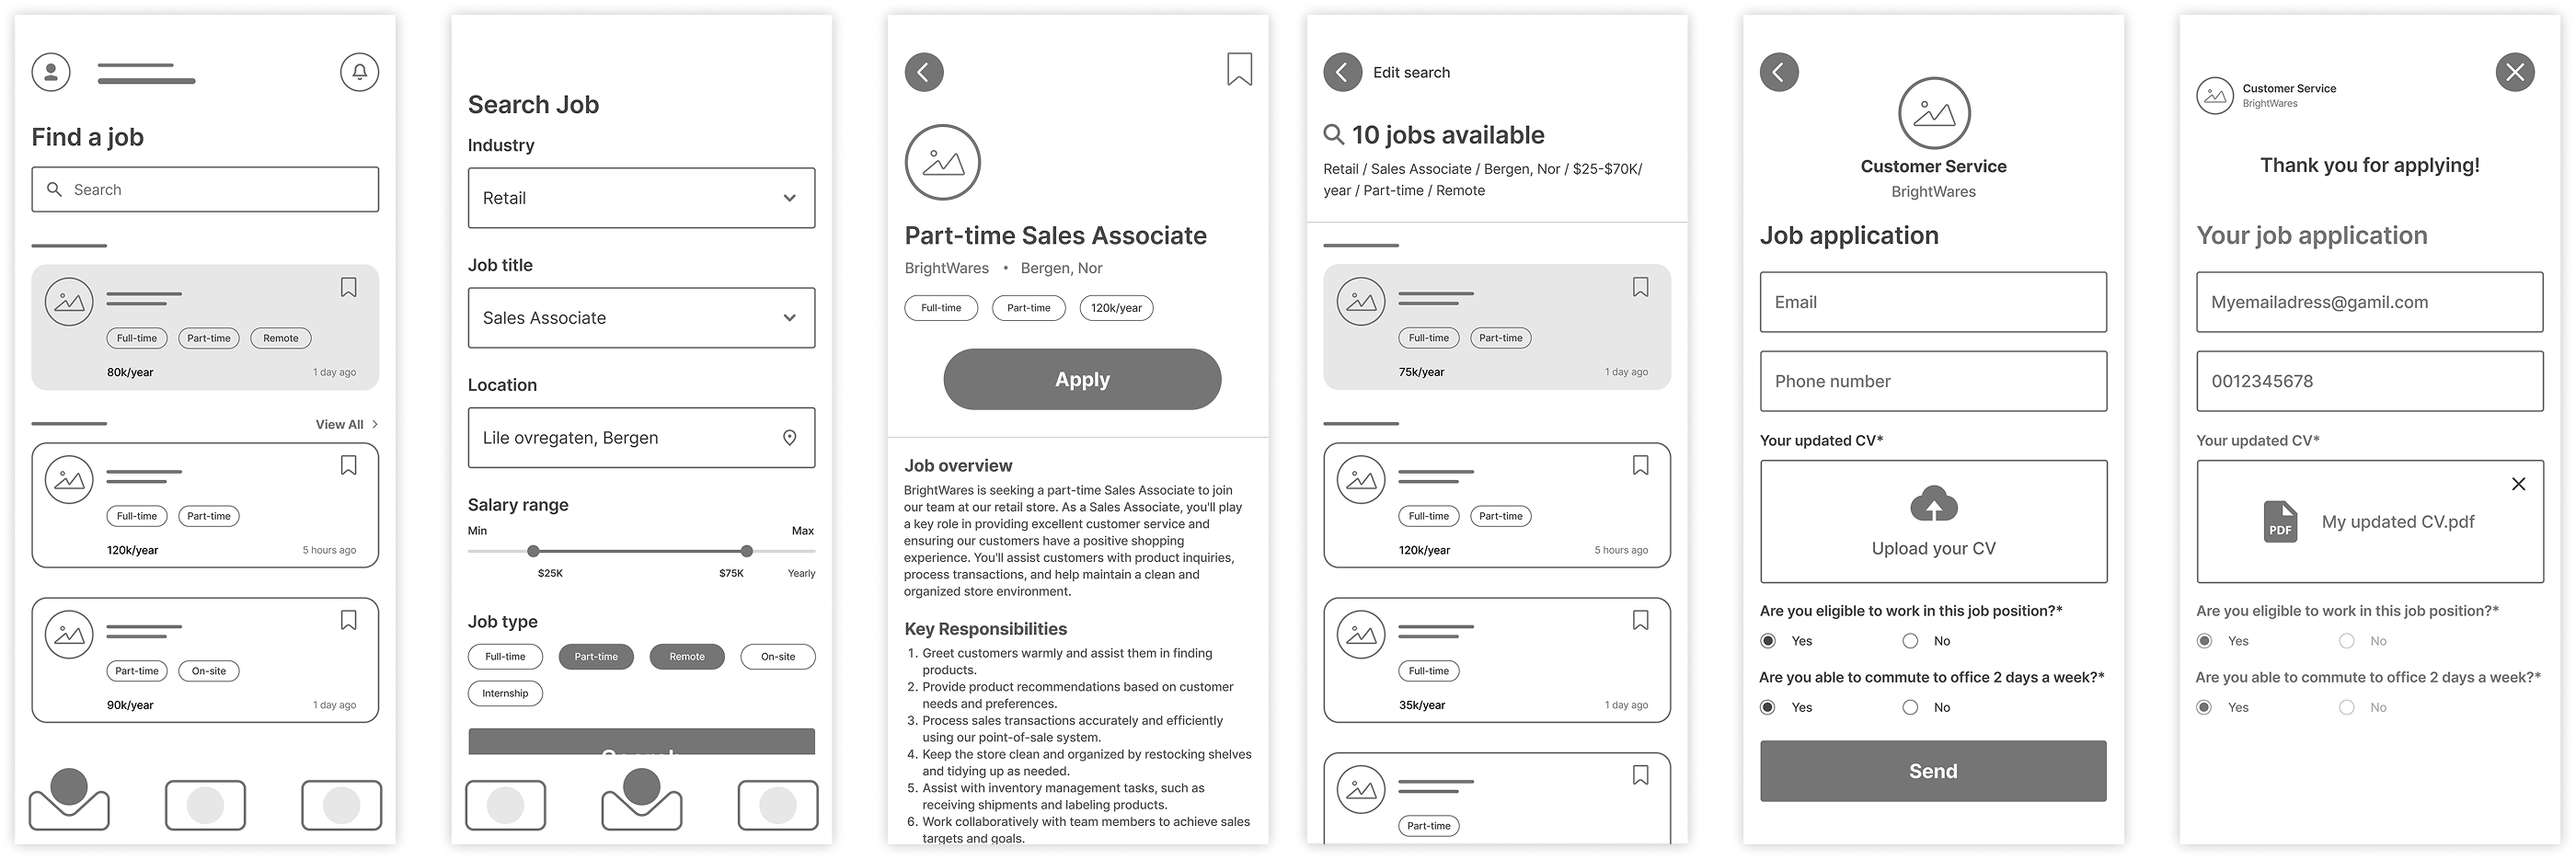 Find a job
Search
Full-time
Part-time
Remote
80k/year
1 day ago
View All
Full-time
Part-time
120k/year
5 hours ago
Part-time
On-site
90k/year
1 day ago
Search Job
Industry
Retail
Job title
Sales Associate
Location
Lile ovregaten, Bergen
Salary range
Min
Max
$25K
$75K
Yearly
Job type
Full-time
Part-time
Remote
On-site
Internship
Search
Part-time Sales Associate
BrightWares • Bergen, Nor
Full-time
Part-time
120k/year
Apply
Job overview
BrightWares is seeking a part-time Sales Associate to join
our team at our retail store. As a Sales Associate, you'll play
a key role in providing excellent customer service and
ensuring our customers have a positive shopping
experience. You'll assist customers with product inquiries,
process transactions, and help maintain a clean and
organized store environment.
Key Responsibilities
1. Greet customers warmly and assist them in finding
products.
2. Provide product recommendations based on customer
needs and preferences.
3. Process sales transactions accurately and efficiently
using our point-of-sale system.
4. Keep the store clean and organized by restocking shelves
and tidying up as needed.
5. Assist with inventory management tasks, such as
receiving shipments and labeling products.
6. Work collaboratively with team members to achieve sales
targets and goals.
Edit search
10 jobs available
Retail / Sales Associate / Bergen, Nor / $25-$70K/
year / Part-time / Remote
Full-time
Part-time
75k/year
1 day ago
Full-time
Part-time
120k/year
5 hours ago
Full-time
35k/year
1 day ago
Part-time
Customer Service
BrightWares
Job application
Email
Phone number
Your updated CV*
Upload your CV
Are you eligible to work in this job position?*
Yes
No
Are you able to commute to office 2 days a week?*
Yes
No
Send
Customer Service
BrightWares
Thank you for applying!
Your job application
Myemailadress@gamil.com
0012345678
Your updated CV*
PDF
My updated CV.pdf
Are you eligible to work in this job position?*
Yes
No
Are you able to commute to office 2 days a week?*
Yes
No